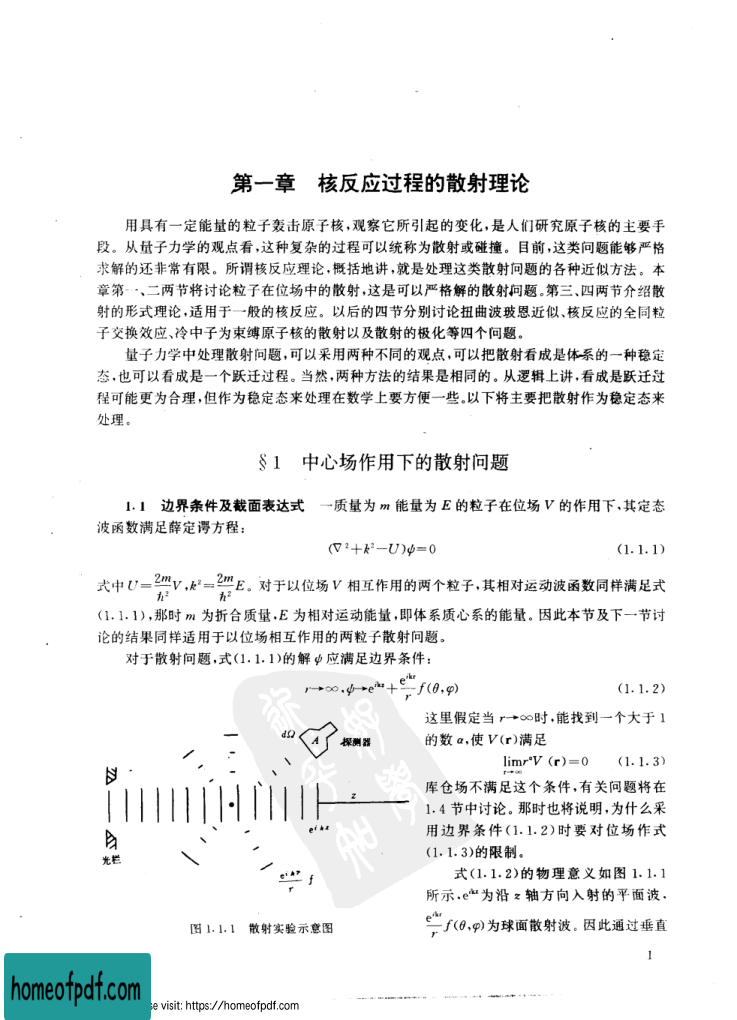 第一章 核反应过程的散射理论
用具有一定能量的粒子轰击原子核,观察它所引起的变化,是人们研究原子核的主要手
段。从量子力学的观点看,这种复杂的过程可以统称为散射或碰撞。目前,这类问题能够严格
求解的还非常有限。所谓核反应理论,概括地讲,就是处理这类散射问题的各种近似方法。本
章第一、二两节将讨论粒子在位场中的散射,这是可以严格解的散射问题。第三、四两节介绍散
射的形式理论,适用于一般的核反应。以后的四节分别讨论扭曲波玻恩近似、核反应的全同粒
子交换效应、冷中子为束缚原子核的散射以及散射的极化等四个问题。
量子力学中处理散射问题,可以采用两种不同的观点,可以把散射看成是体系的一种稳定
态,也可以看成是一个跃迁过程。当然,两种方法的结果是相同的。从逻辑上讲,看成是跃迁过
程可能更为合理,但作为稳定态来处理在数学上要方便一些。以下将主要把散射作为稳定态来
处理。
§1 中心场作用下的散射问题
1.1 边界条件及截面表达式 一质量为 m 能量为 E 的粒子在位场 V 的作用下,其定态
波函数满足薛定谔方程:
(∇²+k²−U)ψ=0 (1.1.1)
式中 U=2m/ħ² V,k²=2m/ħ² E。对于以位场 V 相互作用的两个粒子,其相对运动波函数同样满足式
(1.1.1),那时 m 为折合质量,E 为相对运动能量,即体系质心系的能量。因此本节及下一节讨
论的结果同样适用于以位场相互作用的两粒子散射问题。
对于散射问题,式(1.1.1)的解 ψ 应满足边界条件:
r→∞,ψ→e^{ikz}+e^{ikr}/r f(θ,φ) (1.1.2)
这里假定当 r→∞时,能找到一个大于 1
的数 α,使 V(r)满足
lim_{r→∞} r^α V (r)=0 (1.1.3)
库仑场不满足这个条件,有关问题将在
1.4 节中讨论。那时也将说明,为什么采
用边界条件(1.1.2)时要对位场作式
(1.1.3)的限制。
式(1.1.2)的物理意义如图 1.1.1
所示,e^{ikz}为沿 z 轴方向入射的平面波,
e^{ikr}/r f(θ,φ)为球面散射波。因此通过垂直
dΩ
A
探测器
z
e^{ikz}
光栏
e^{ikr}/r f
图 1.1.1 散射实验示意图
1
homeofpdf.com
se visit: https://homeofpdf.com